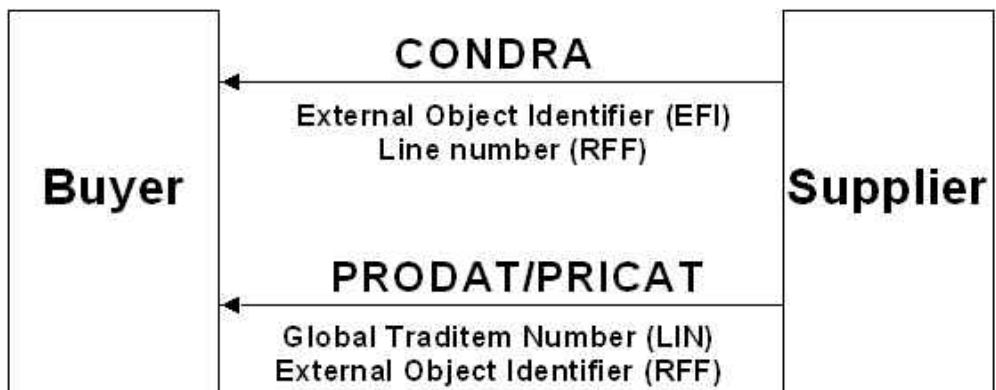 CONDRA
External Object Identifier (EFI)
Line number (RFF)
Buyer
Supplier
PRODAT/PRICAT
Global Traditem Number (LIN)
External Object Identifier (RFF)